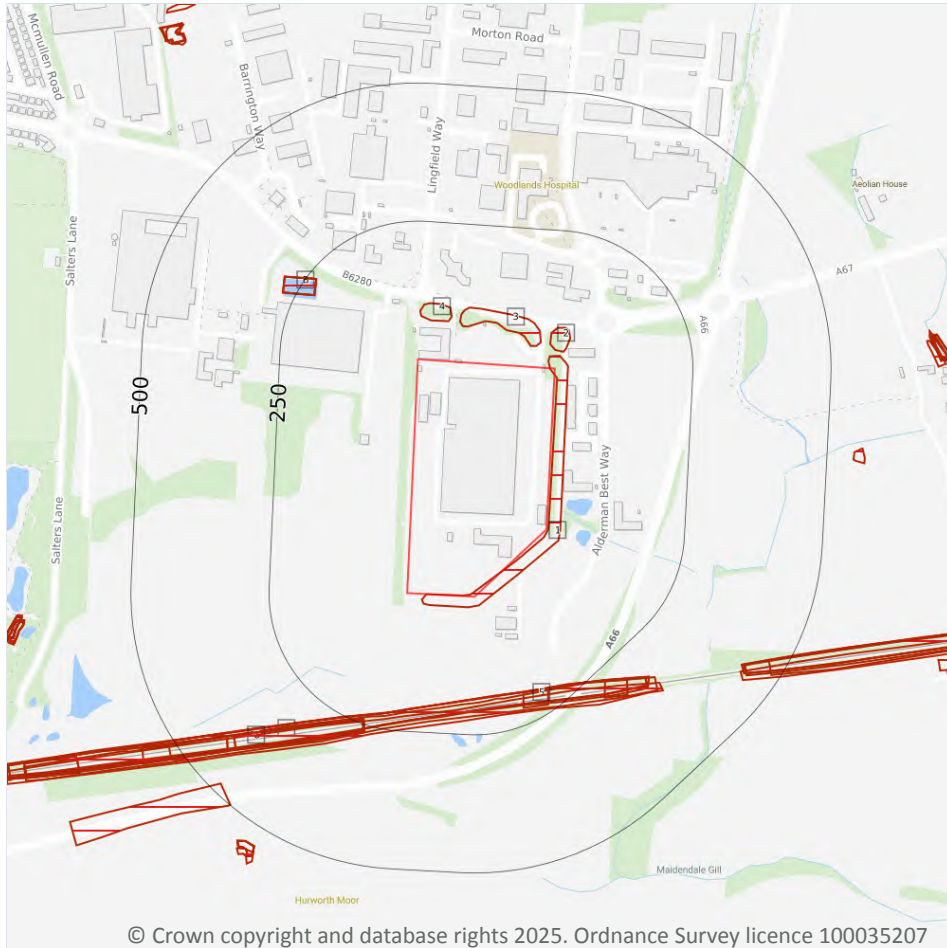 Mcmullen Road
Barrington Way
Morton Road
Lingfield Way
Woodlands Hospital
Aeolian House
Salters Lane
B6280
A67
A66
4
3
2
500
250
Alderman Best Way
Salters Lane
1
A66
5
Maidendale Gill
Hurworth Moor
© Crown copyright and database rights 2025. Ordnance Survey licence 100035207